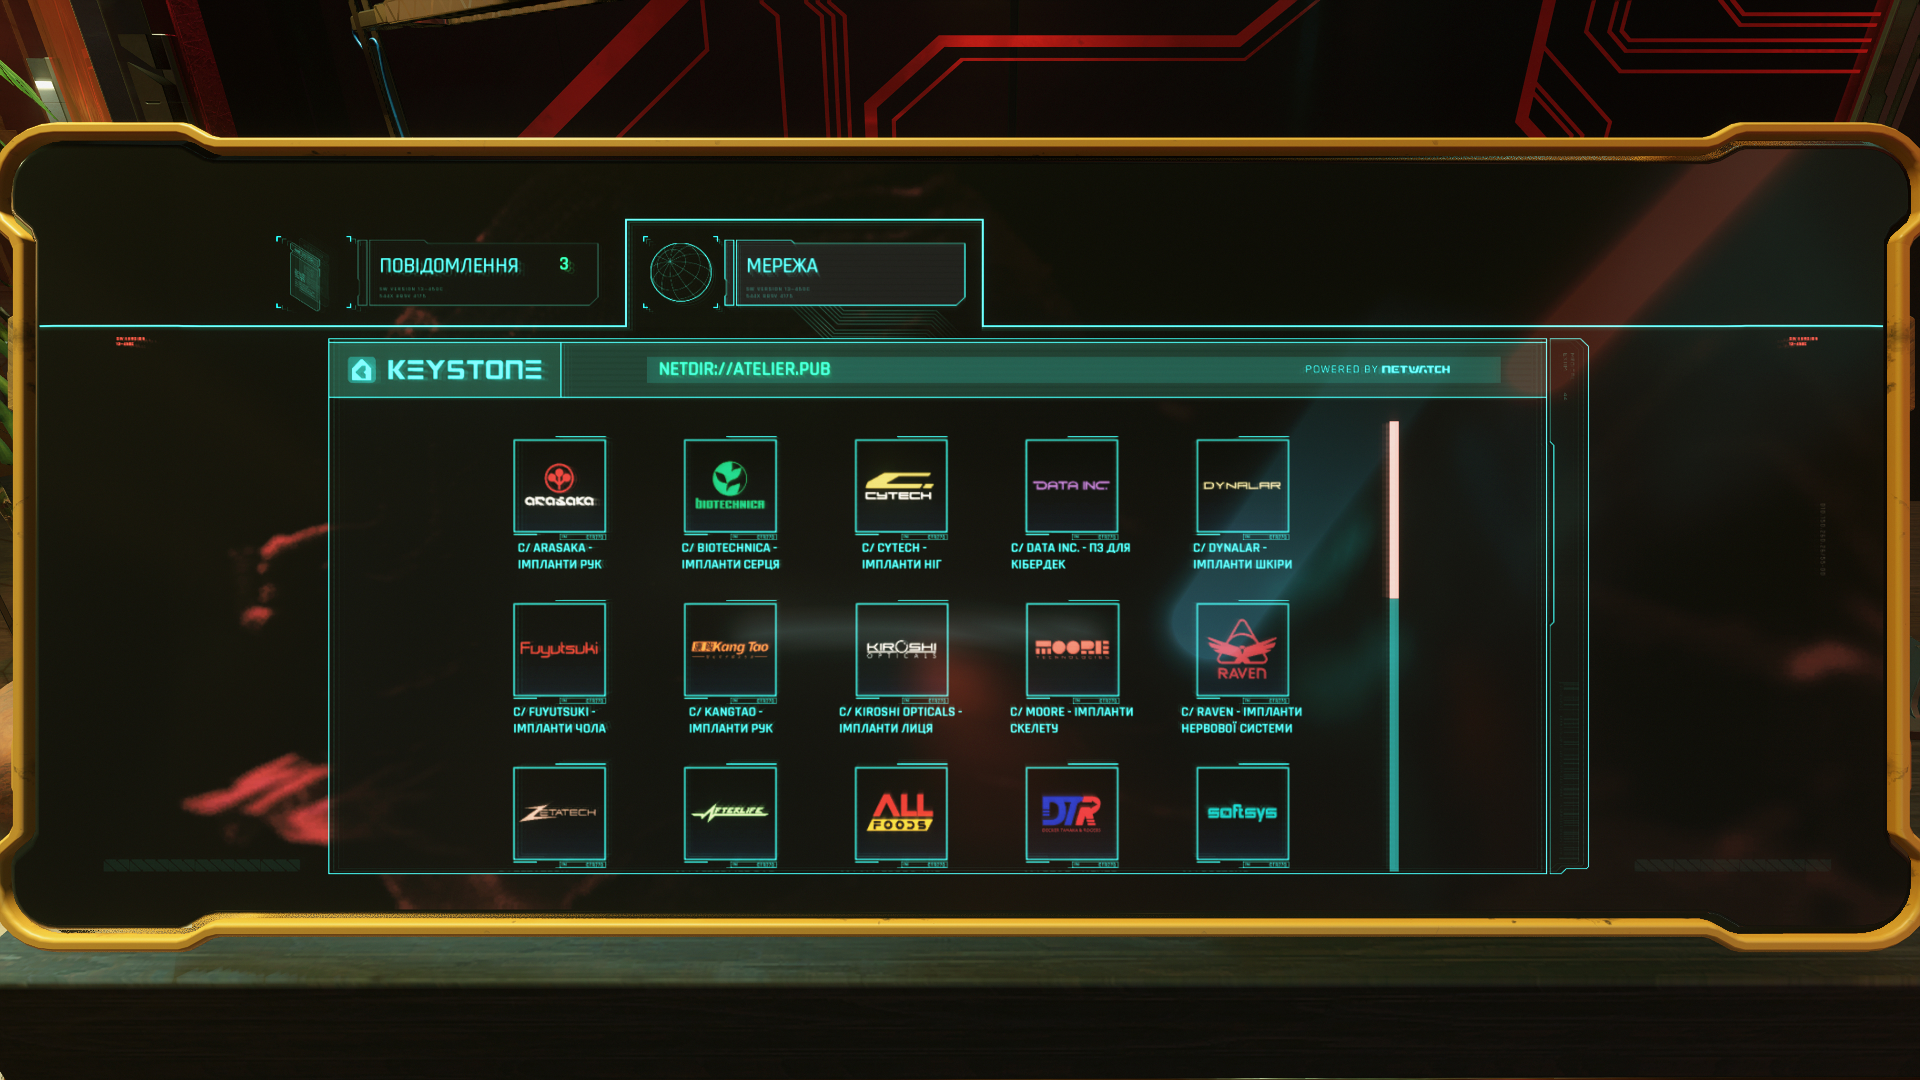 ПОВІДОМЛЕННЯ 3
МЕРЕЖА
KEYSTONE
NETDIR://ATELIER.PUB
POWERED BY NETWATCH
arasaka
BIOTECHNICA
CYTECH
DATA INC.
DYNALAR
C/ ARASAKA -
ІМПЛАНТИ РУК
C/ BIOTECHNICA -
ІМПЛАНТИ СЕРЦЯ
C/ CYTECH -
ІМПЛАНТИ НІГ
C/ DATA INC. - ПЗ ДЛЯ
КІБЕРДЕК
C/ DYNALAR -
ІМПЛАНТИ ШКІРИ
Fuyutsuki
Kang Tao
KIROSHI
OPTICALS
MOORE
TECHNOLOGIES
RAVEN
C/ FUYUTSUKI -
ІМПЛАНТИ ЧОЛА
C/ KANGTAO -
ІМПЛАНТИ РУК
C/ KIROSHI OPTICALS -
ІМПЛАНТИ ЛИЦЯ
C/ MOORE - ІМПЛАНТИ
СКЕЛЕТУ
C/ RAVEN - ІМПЛАНТИ
НЕРВОВОЇ СИСТЕМИ
ZETATECH
AFTERLIFE
ALL
FOODS
DTR
softsys